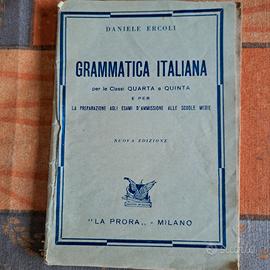 DANIELE ERCOLI
GRAMMATICA ITALIANA
per le Classi QUARTA e QUINTA
E PER
LA PREPARAZIONE AGLI ESAMI D'AMMISSIONE ALLE SCUOLE MEDIE
NUOVA EDIZIONE
"LA PRORA„ - MILANO
subito